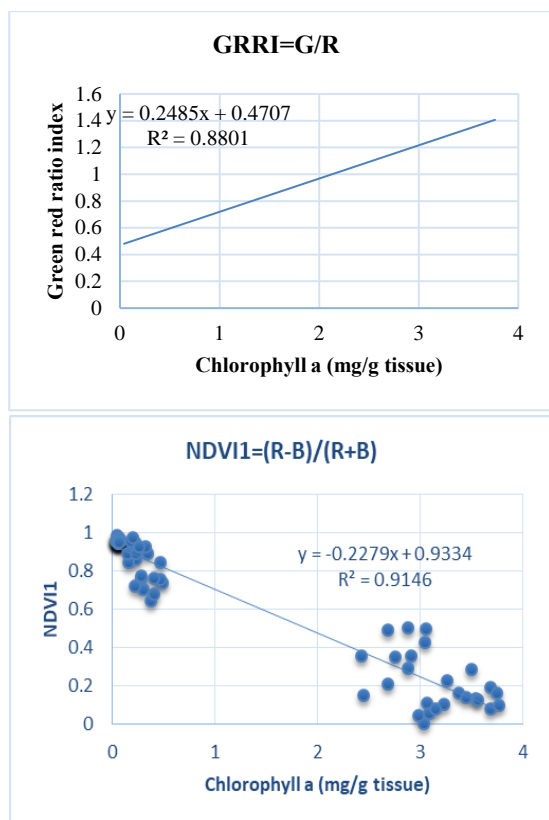 GRRI=G/R
y = 0.2485x + 0.4707
R² = 0.8801
1.6
1.4
1.2
1
0.8
0.6
0.4
0.2
0
Green red ratio index
0 1 2 3 4
Chlorophyll a (mg/g tissue)
NDVI1=(R-B)/(R+B)
y = -0.2279x + 0.9334
R² = 0.9146
1.2
1
0.8
0.6
0.4
0.2
0
NDVI1
0 1 2 3 4
Chlorophyll a (mg/g tissue)